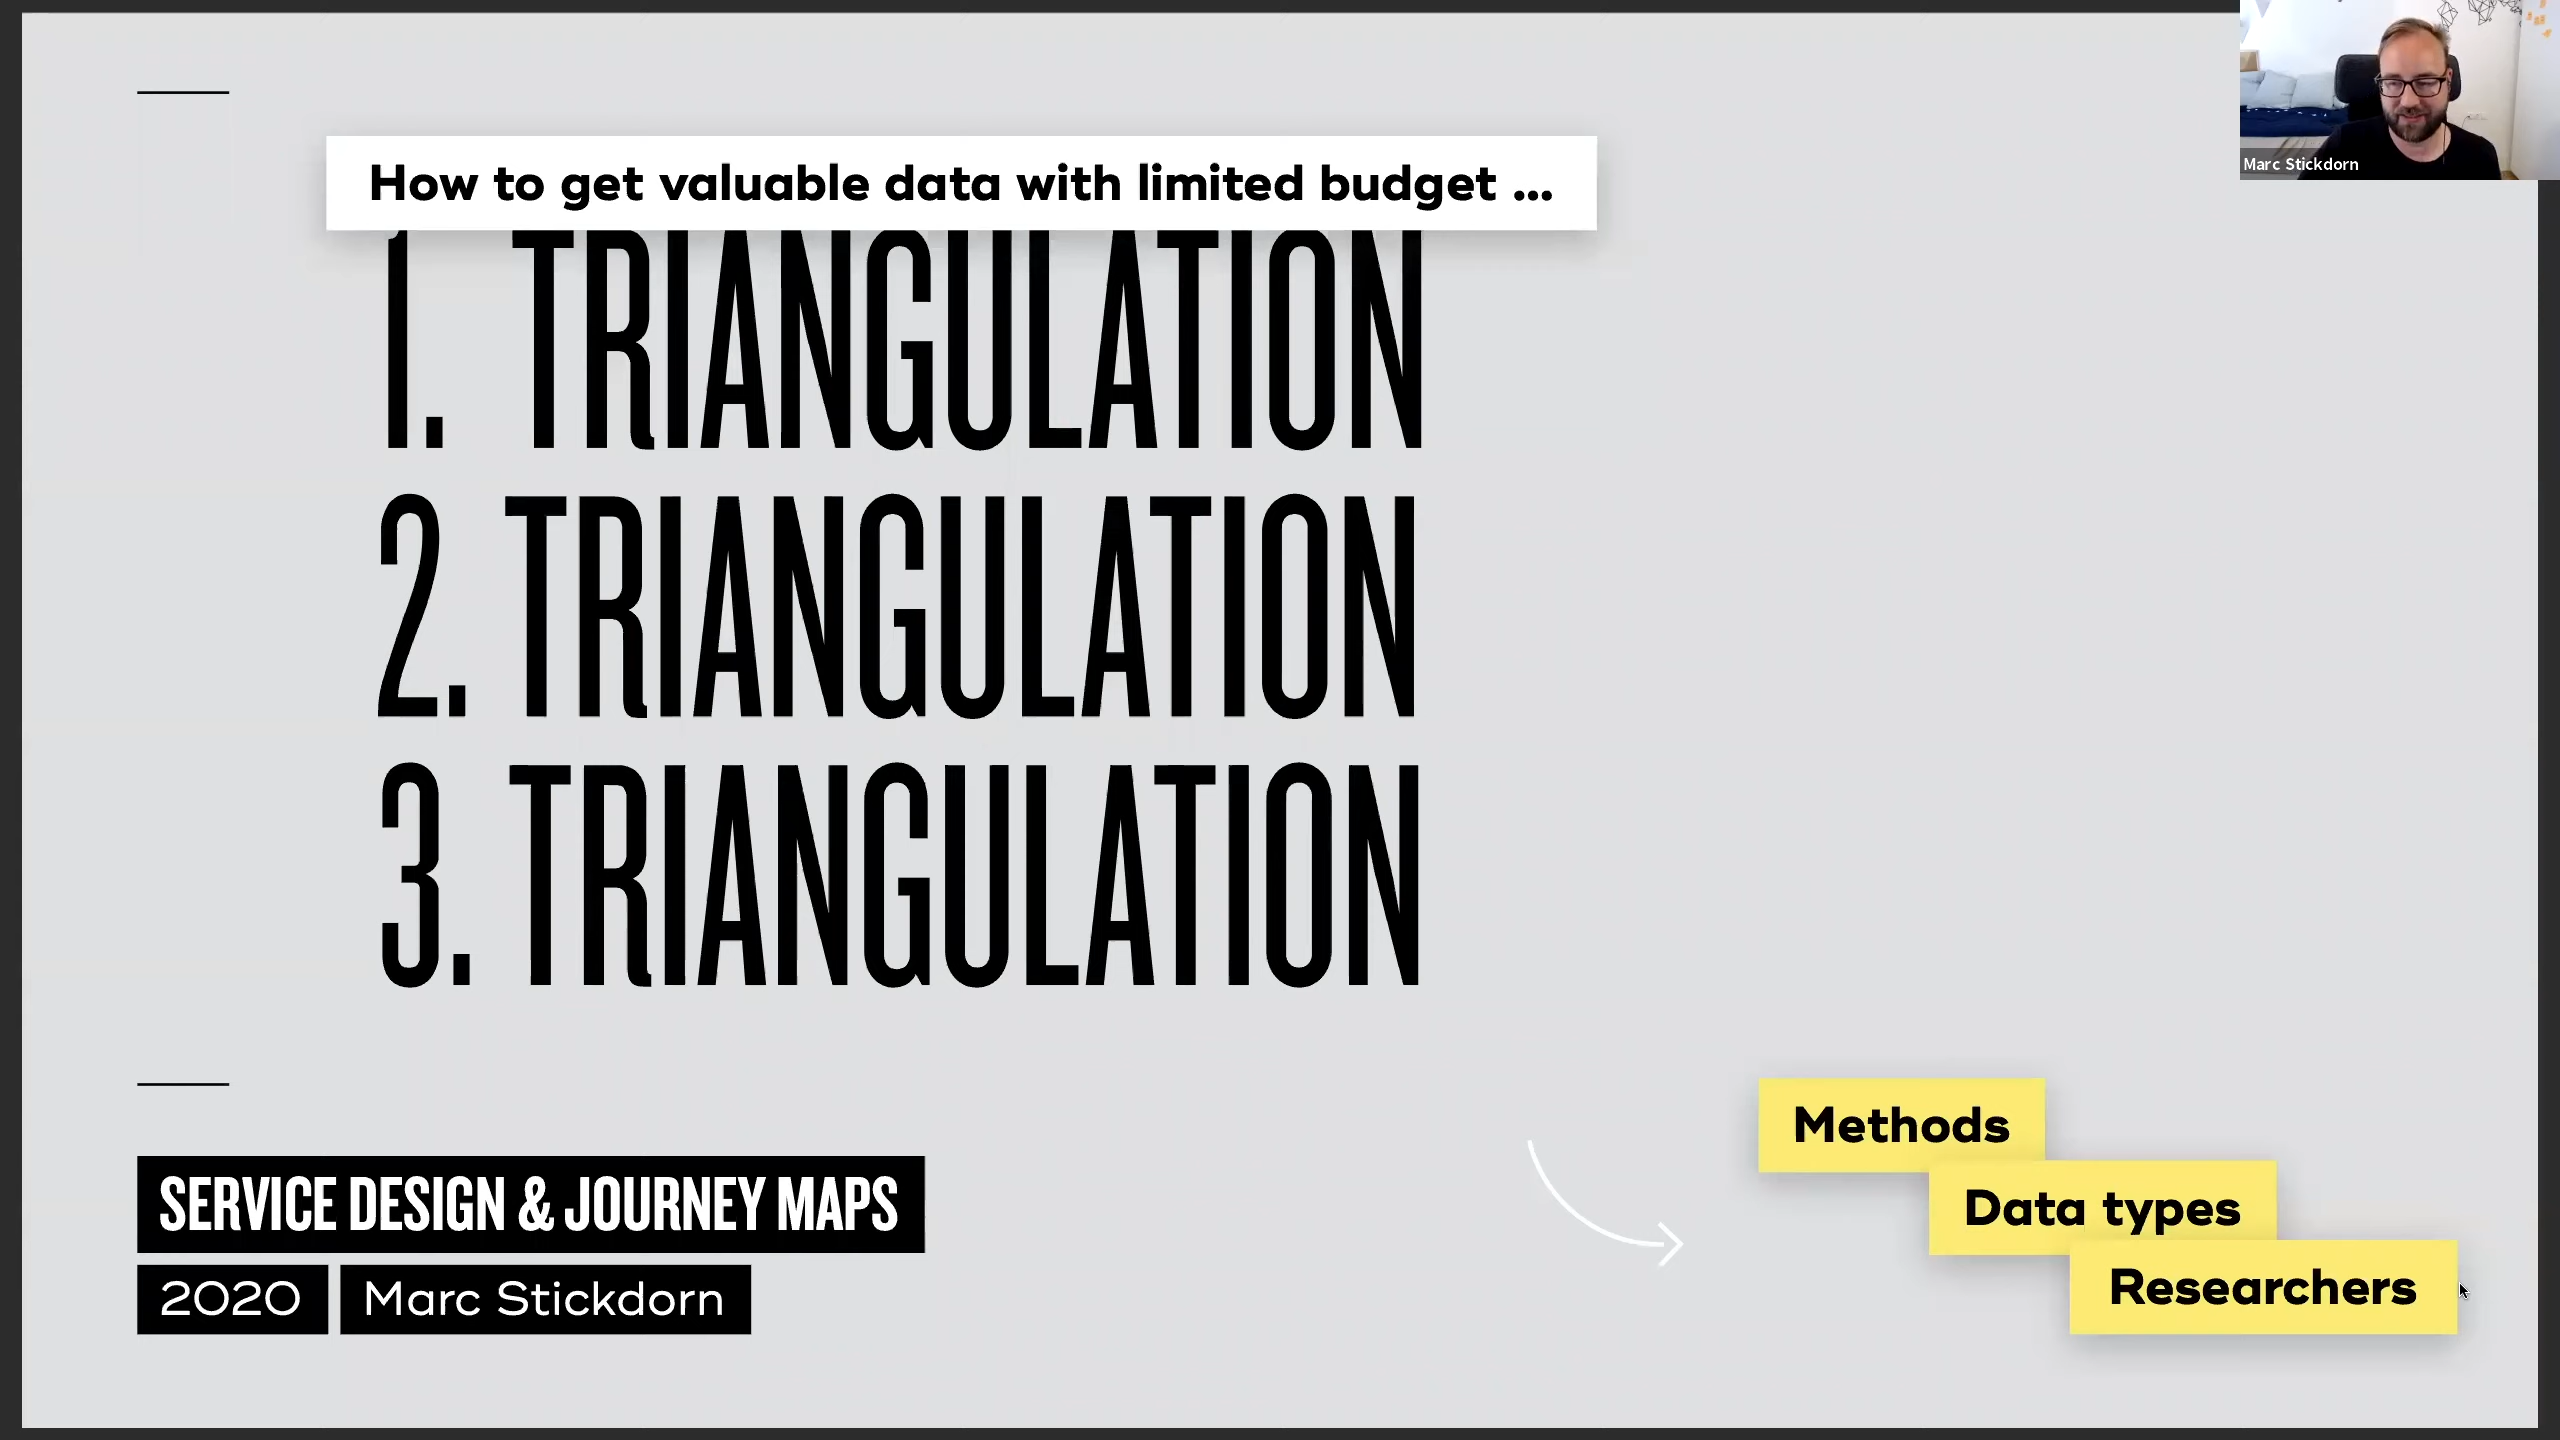 Marc Stickdorn
How to get valuable data with limited budget ...
1. TRIANGULATION
2. TRIANGULATION
3. TRIANGULATION
Methods
Data types
Researchers
SERVICE DESIGN & JOURNEY MAPS
2020 Marc Stickdorn